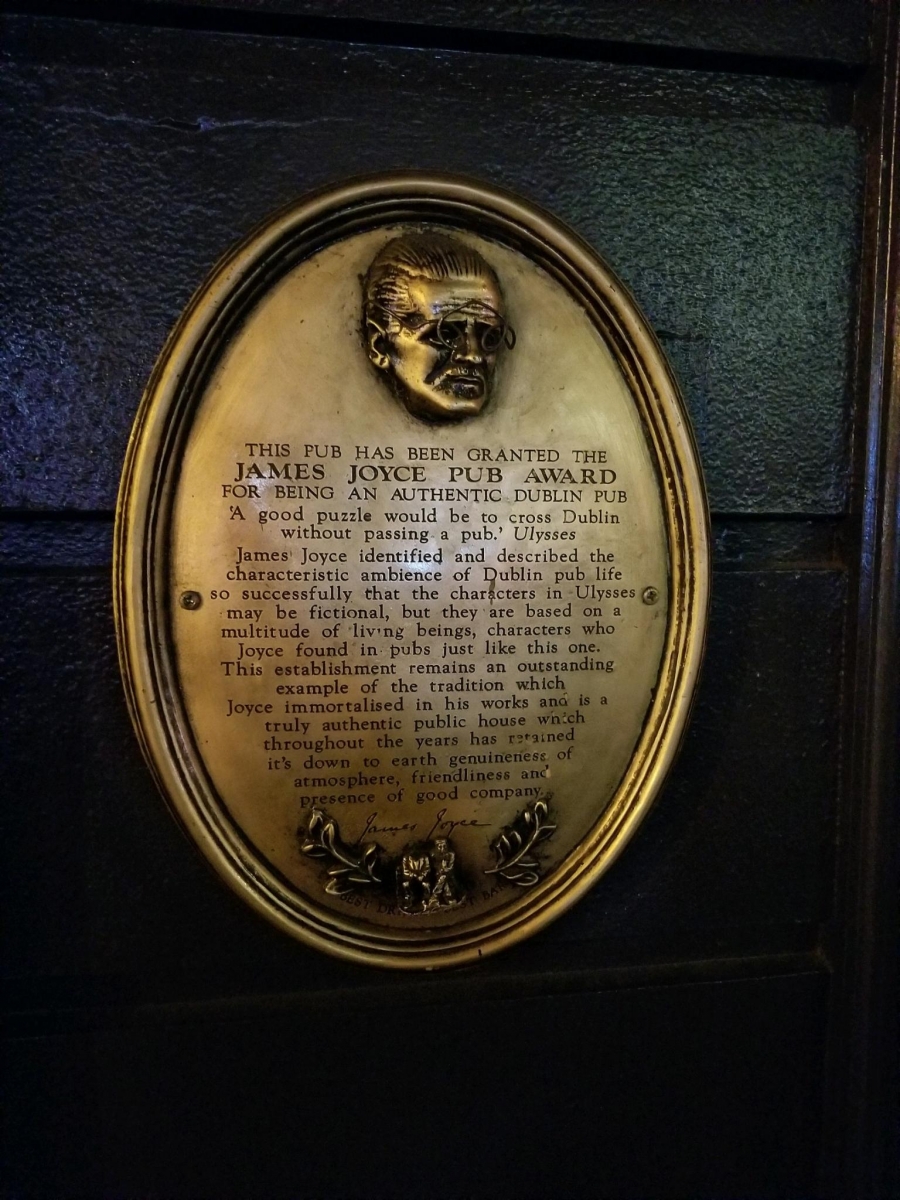 THIS PUB HAS BEEN GRANTED THE
JAMES JOYCE PUB AWARD
FOR BEING AN AUTHENTIC DUBLIN PUB
'A good puzzle would be to cross Dublin
without passing a pub.' Ulysses
James Joyce identified and described the
characteristic ambience of Dublin pub life
so successfully that the characters in Ulysses
may be fictional, but they are based on a
multitude of living beings, characters who
Joyce found in pubs just like this one.
This establishment remains an outstanding
example of the tradition which
Joyce immortalised in his works and is a
truly authentic public house which
throughout the years has retained
it's down to earth genuineness of
atmosphere, friendliness and
presence of good company.
James Joyce
BEST